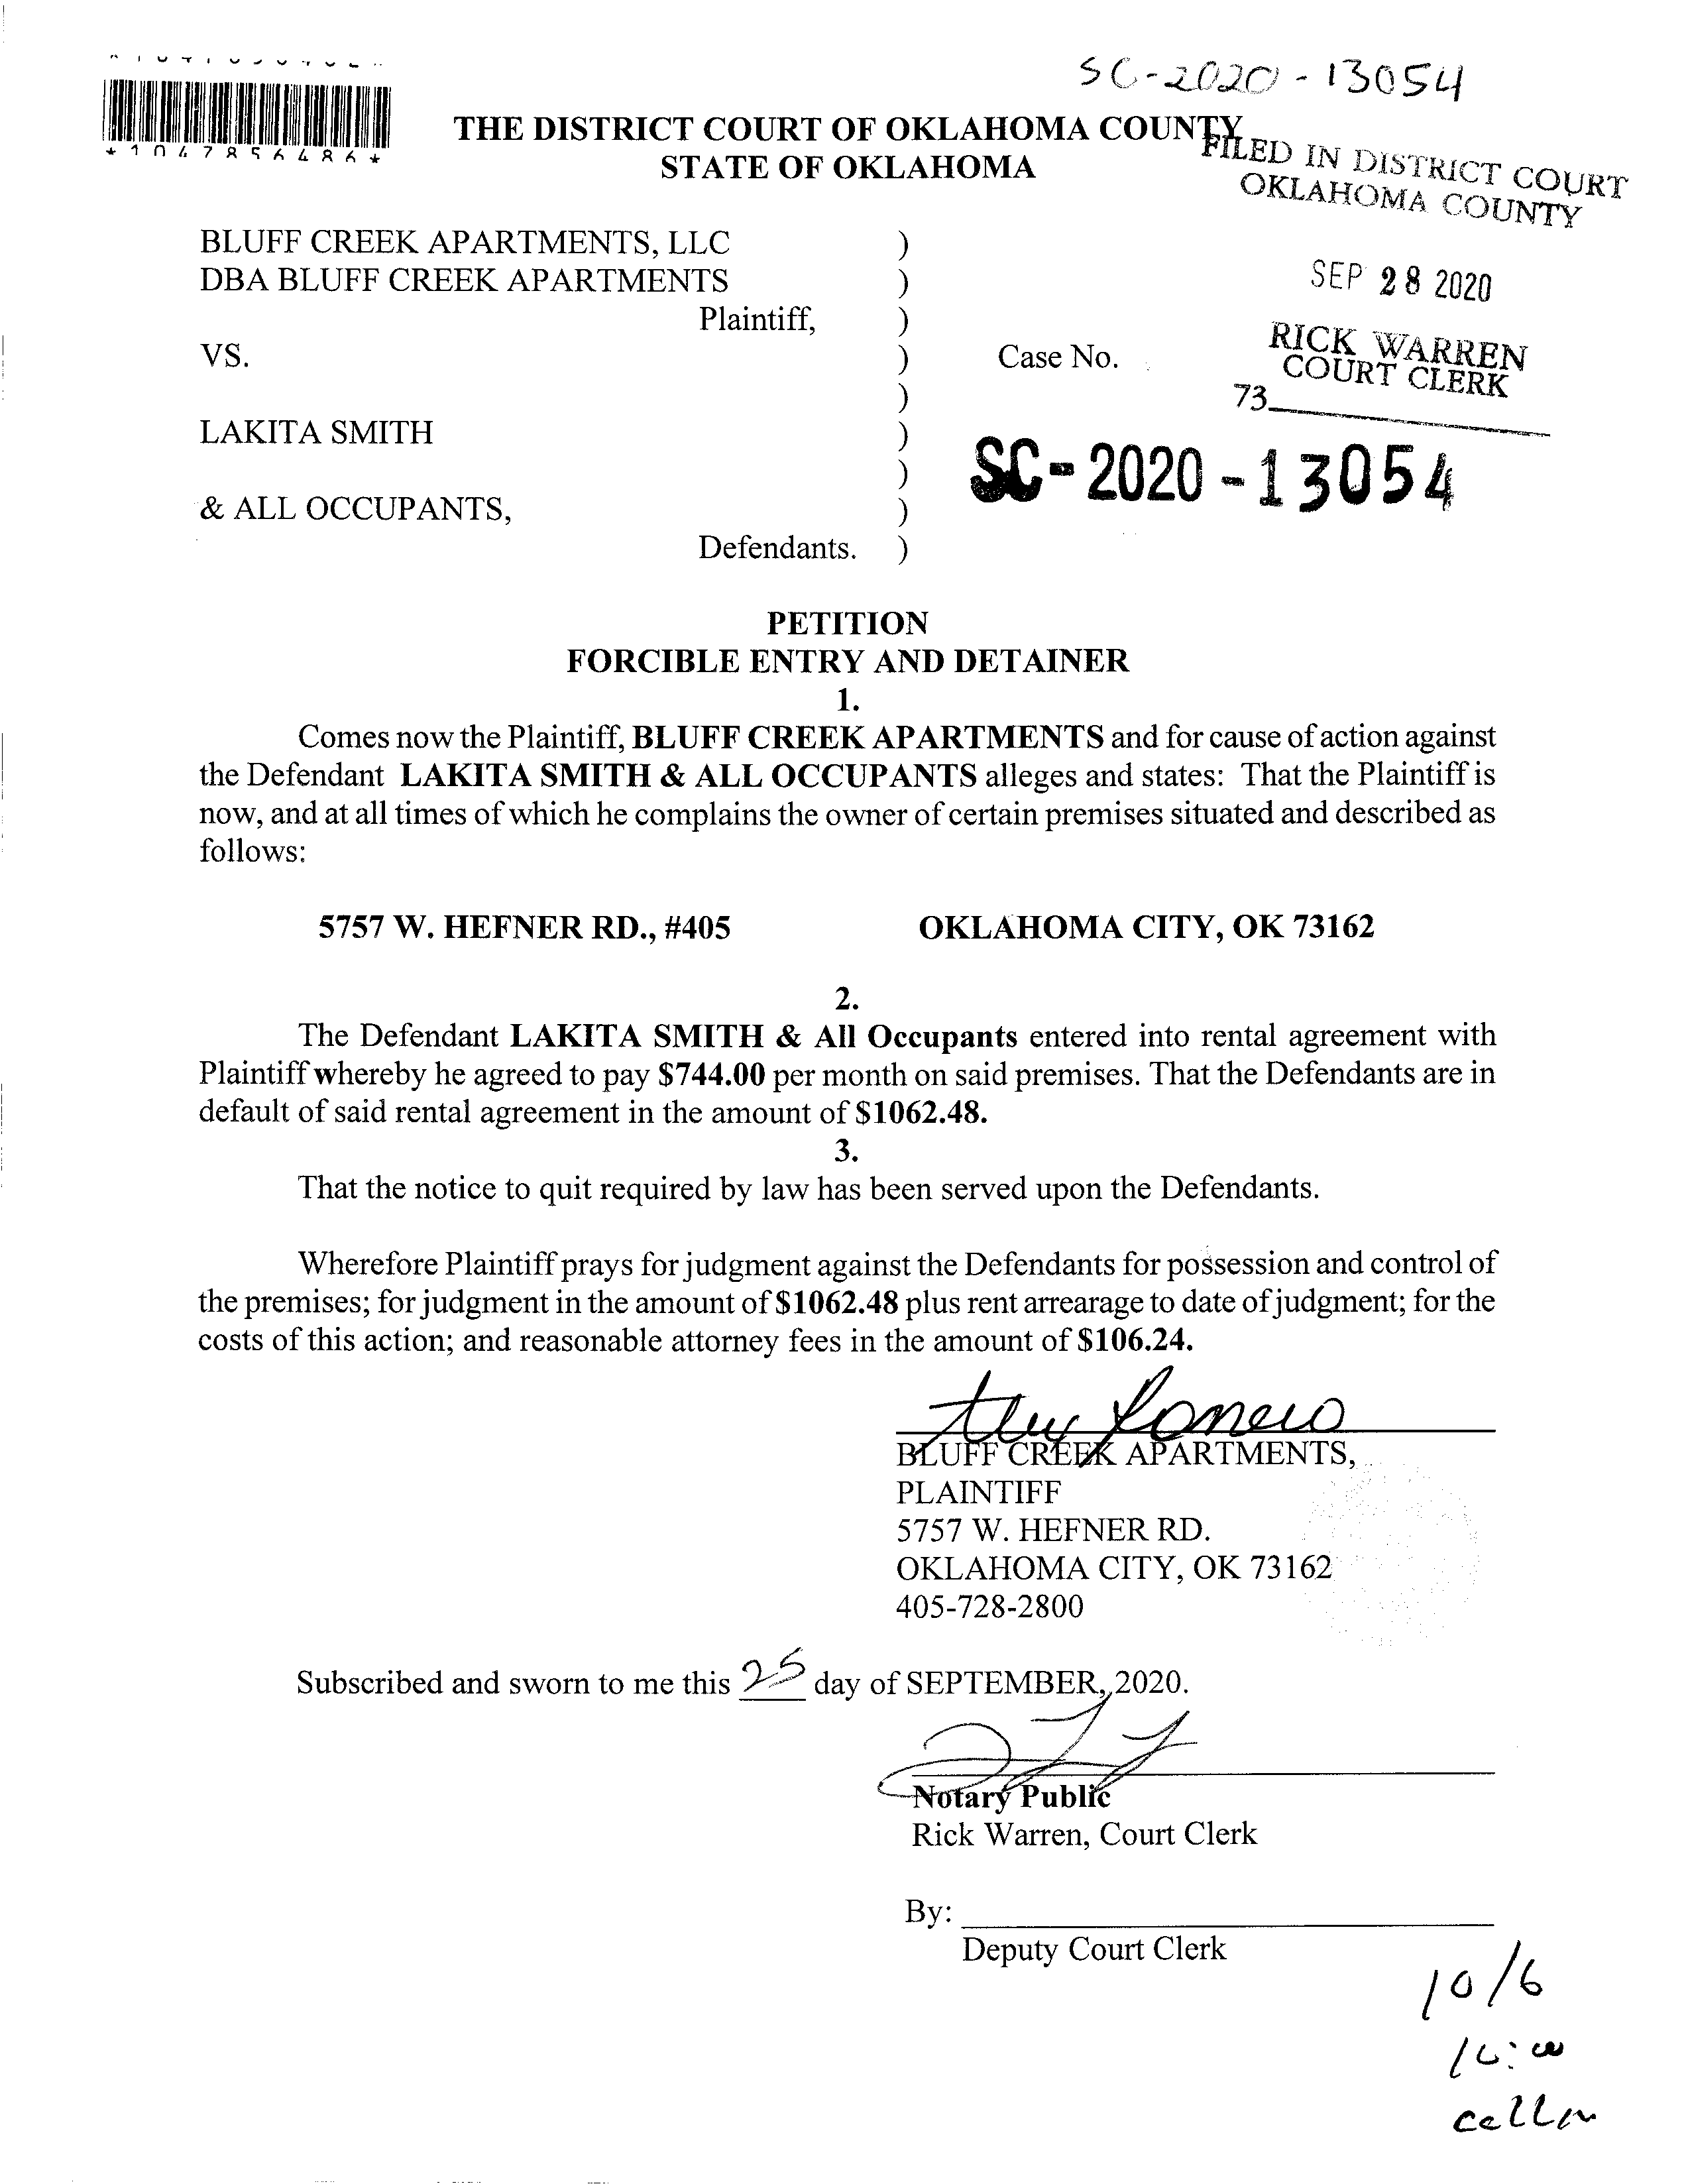 SC-2020-13054
*1047856486*
THE DISTRICT COURT OF OKLAHOMA COUNTY
STATE OF OKLAHOMA
FILED IN DISTRICT COURT
OKLAHOMA COUNTY
SEP 28 2020
RICK WARREN
COURT CLERK
73
BLUFF CREEK APARTMENTS, LLC )
DBA BLUFF CREEK APARTMENTS )
Plaintiff, )
VS. ) Case No.
)
LAKITA SMITH )
) SC-2020-13054
& ALL OCCUPANTS, )
Defendants. )
PETITION
FORCIBLE ENTRY AND DETAINER
1.
Comes now the Plaintiff, BLUFF CREEK APARTMENTS and for cause of action against
the Defendant LAKITA SMITH & ALL OCCUPANTS alleges and states: That the Plaintiff is
now, and at all times of which he complains the owner of certain premises situated and described as
follows:
5757 W. HEFNER RD., #405 OKLAHOMA CITY, OK 73162
2.
The Defendant LAKITA SMITH & All Occupants entered into rental agreement with
Plaintiff whereby he agreed to pay $744.00 per month on said premises. That the Defendants are in
default of said rental agreement in the amount of $1062.48.
3.
That the notice to quit required by law has been served upon the Defendants.
Wherefore Plaintiff prays for judgment against the Defendants for possession and control of
the premises; for judgment in the amount of $1062.48 plus rent arrearage to date of judgment; for the
costs of this action; and reasonable attorney fees in the amount of $106.24.
BLUFF CREEK APARTMENTS,
PLAINTIFF
5757 W. HEFNER RD.
OKLAHOMA CITY, OK 73162
405-728-2800
Subscribed and sworn to me this 25 day of SEPTEMBER, 2020.
Notary Public
Rick Warren, Court Clerk
By:
Deputy Court Clerk
10/6